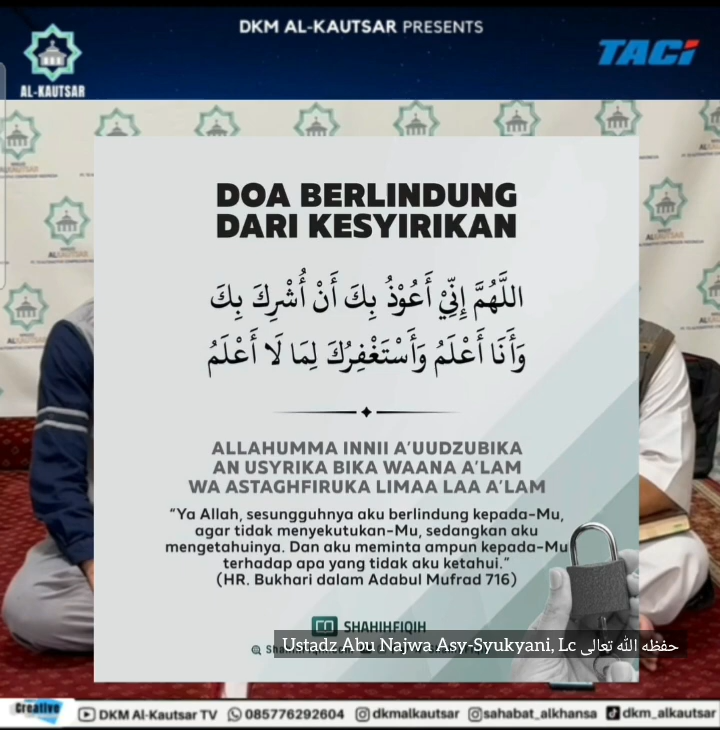 DKM AL-KAUTSAR PRESENTS
AL-KAUTSAR
TACI
DOA BERLINDUNG
DARI KESYIRIKAN
اللَّهُمَّ إِنِّيْ أَعُوْذُ بِكَ أَنْ أُشْرِكَ بِكَ
وَأَنَا أَعْلَمُ وَأَسْتَغْفِرُكَ لِمَا لَا أَعْلَمُ
ALLAHUMMA INNII A'UUDZUBIKA
AN USYRIKA BIKA WAANA A'LAM
WA ASTAGHFIRUKA LIMAA LAA A'LAM
"Ya Allah, sesungguhnya aku berlindung kepada-Mu,
agar tidak menyekutukan-Mu, sedangkan aku
mengetahuinya. Dan aku meminta ampun kepada-Mu
terhadap apa yang tidak aku ketahui."
(HR. Bukhari dalam Adabul Mufrad 716)
SHAHIHFIQIH
Ustadz Abu Najwa Asy-Syukyani, Lc حفظه الله تعالى
Creative
DKM Al-Kautsar TV 085776292604 dkmalkautsar sahabat_alkhansa dkm_alkautsar